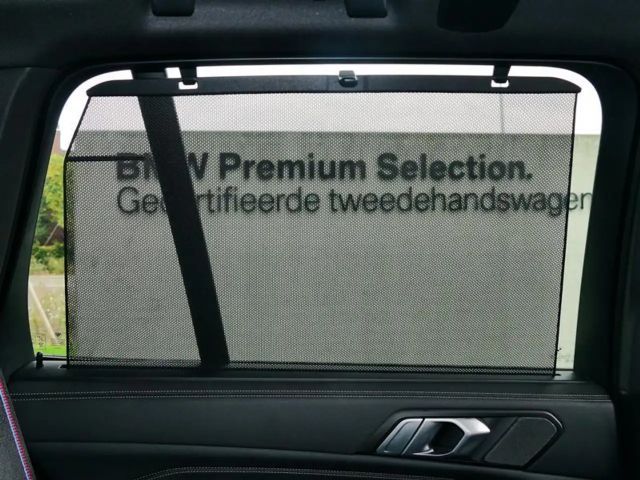 BMW Premium Selection.
Gecertifieerde tweedehandswagen